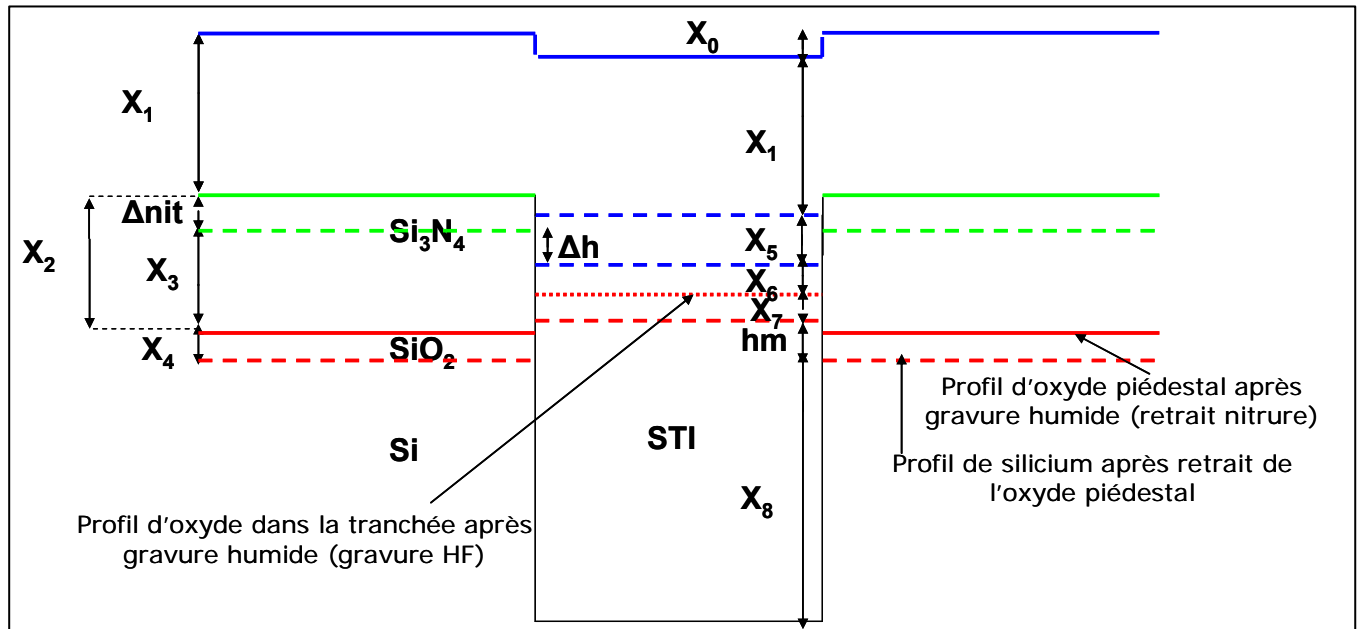 X₀
X₁
X₁
Δnit
Si₃N₄
X₂
X₃
Δh
X₅
X₆
X₇
X₄
SiO₂
hm
Profil d'oxyde piédestal après
gravure humide (retrait nitrure)
Si
STI
Profil de silicium après retrait de
l'oxyde piédestal
X₈
Profil d'oxyde dans la tranchée après
gravure humide (gravure HF)